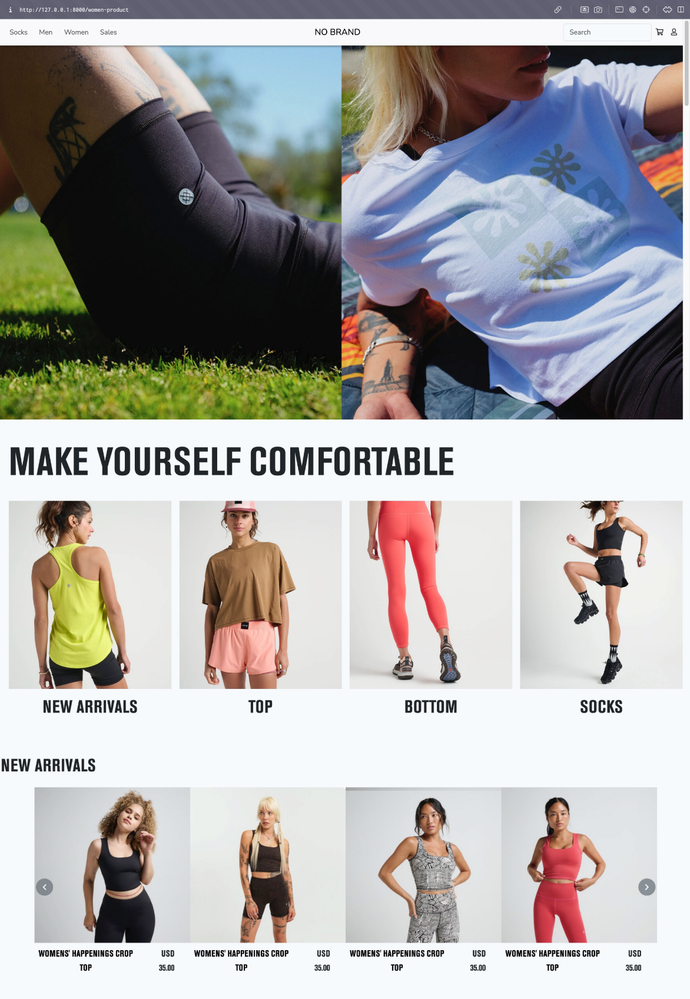 http://127.0.0.1:8000/women-product
Socks Men Women Sales NO BRAND Search
MAKE YOURSELF COMFORTABLE
NEW ARRIVALS TOP BOTTOM SOCKS
NEW ARRIVALS
WOMENS' HAPPENINGS CROP USD WOMENS' HAPPENINGS CROP USD WOMENS' HAPPENINGS CROP USD WOMENS' HAPPENINGS CROP USD
TOP 35.00 TOP 35.00 TOP 35.00 TOP 35.00